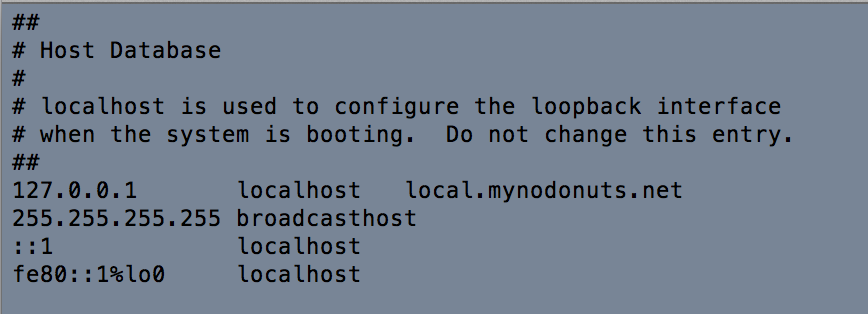 ##
# Host Database
#
# localhost is used to configure the loopback interface
# when the system is booting.  Do not change this entry.
##
127.0.0.1       localhost   local.mynodonuts.net
255.255.255.255 broadcasthost
::1             localhost
fe80::1%lo0     localhost